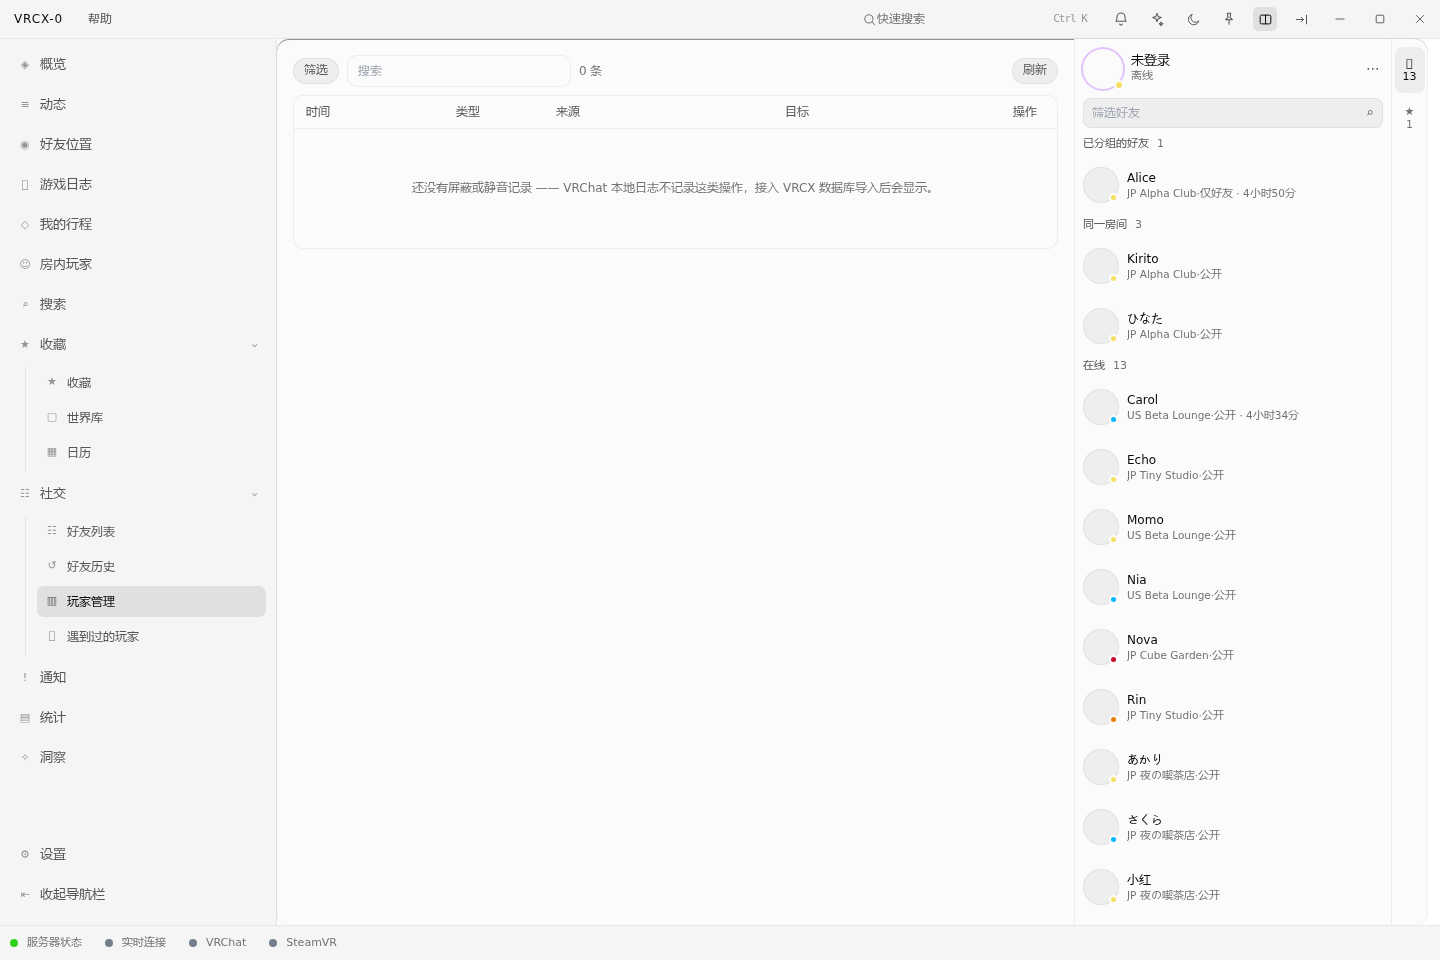 VRCX-0
帮助
快速搜索
Ctrl K
概览
动态
好友位置
游戏日志
我的行程
房内玩家
搜索
收藏
收藏
世界库
日历
社交
好友列表
好友历史
玩家管理
遇到过的玩家
通知
统计
洞察
设置
收起导航栏
筛选
搜索
0 条
刷新
时间 类型 来源 目标 操作
还没有屏蔽或静音记录 —— VRChat 本地日志不记录这类操作，接入 VRCX 数据库导入后会显示。
未登录
离线
筛选好友
已分组的好友 1
Alice
JP Alpha Club·仅好友 · 4小时50分
同一房间 3
Kirito
JP Alpha Club·公开
ひなた
JP Alpha Club·公开
在线 13
Carol
US Beta Lounge·公开 · 4小时34分
Echo
JP Tiny Studio·公开
Momo
US Beta Lounge·公开
Nia
US Beta Lounge·公开
Nova
JP Cube Garden·公开
Rin
JP Tiny Studio·公开
あかり
JP 夜の喫茶店·公开
さくら
JP 夜の喫茶店·公开
小红
JP 夜の喫茶店·公开
13
★
1
服务器状态
实时连接
VRChat
SteamVR